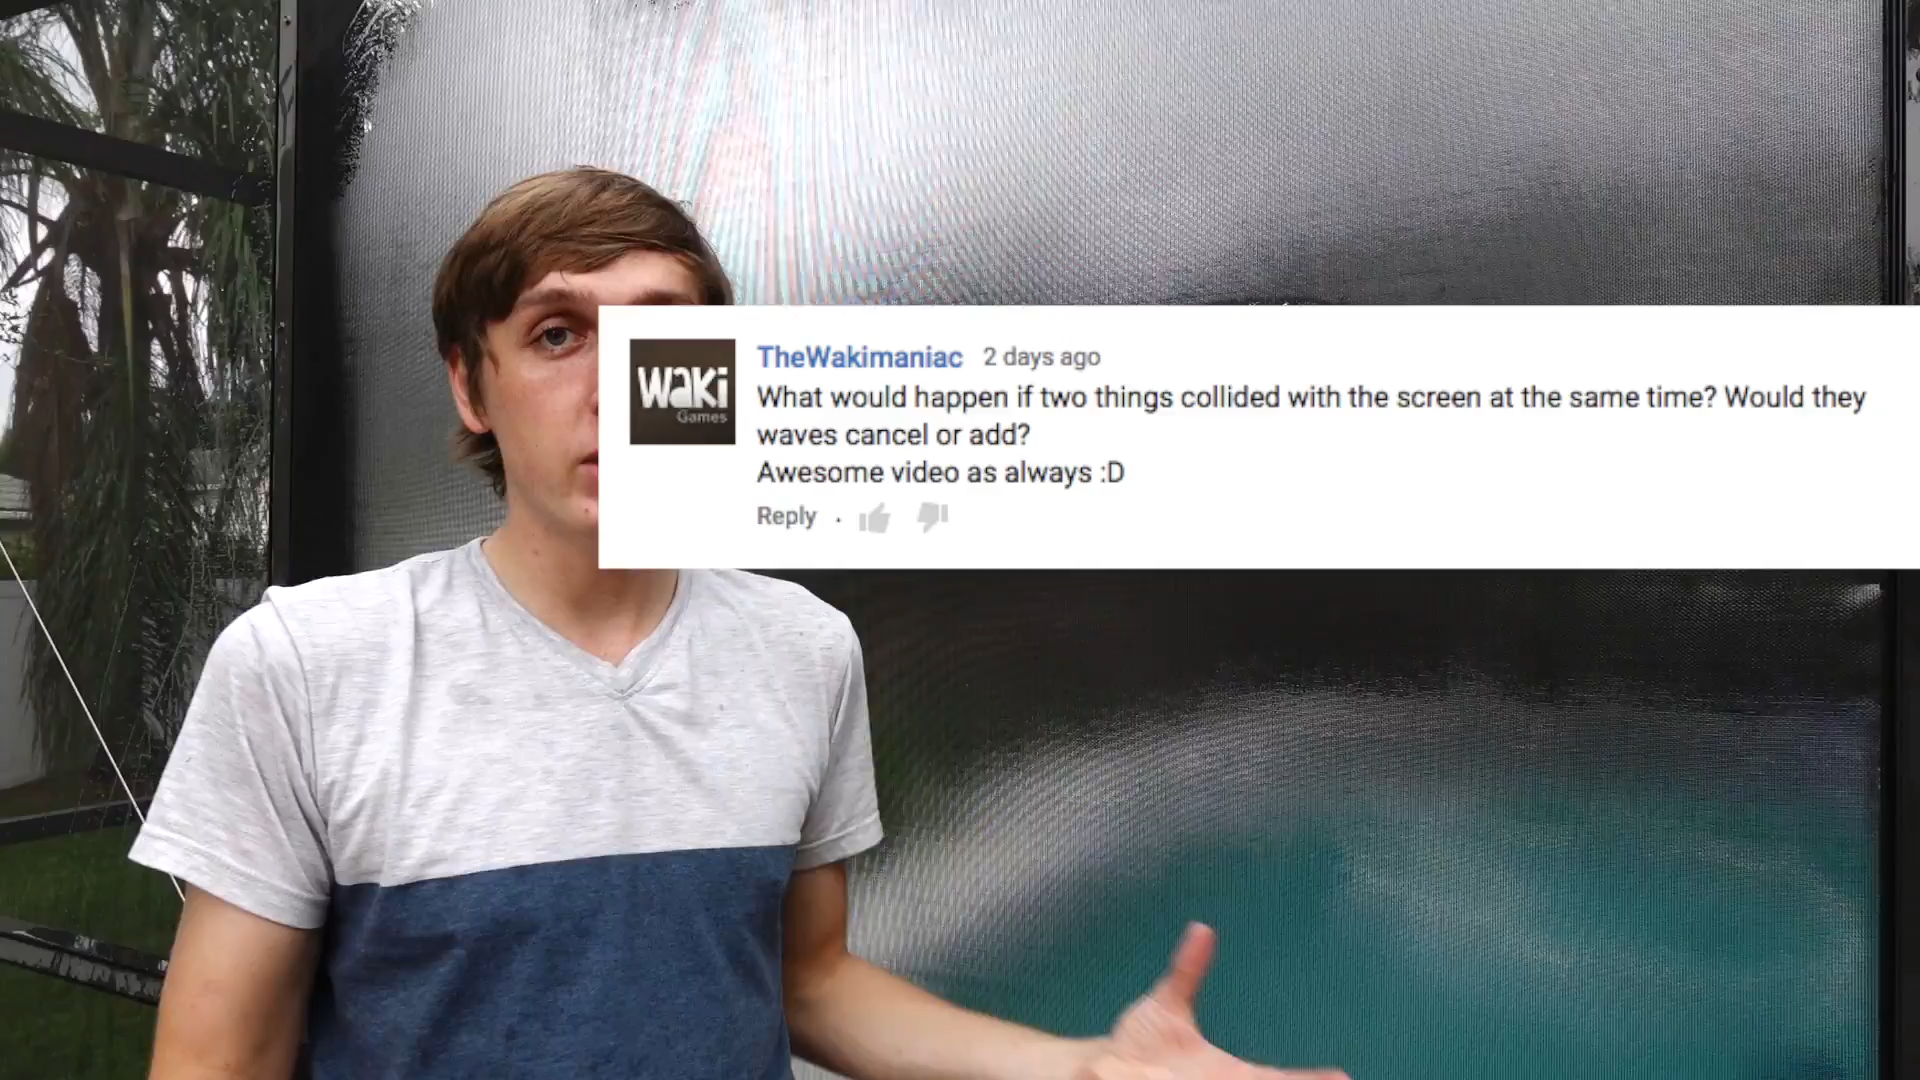 waki
Games
TheWakimaniac 2 days ago
What would happen if two things collided with the screen at the same time? Would they
waves cancel or add?
Awesome video as always :D
Reply .